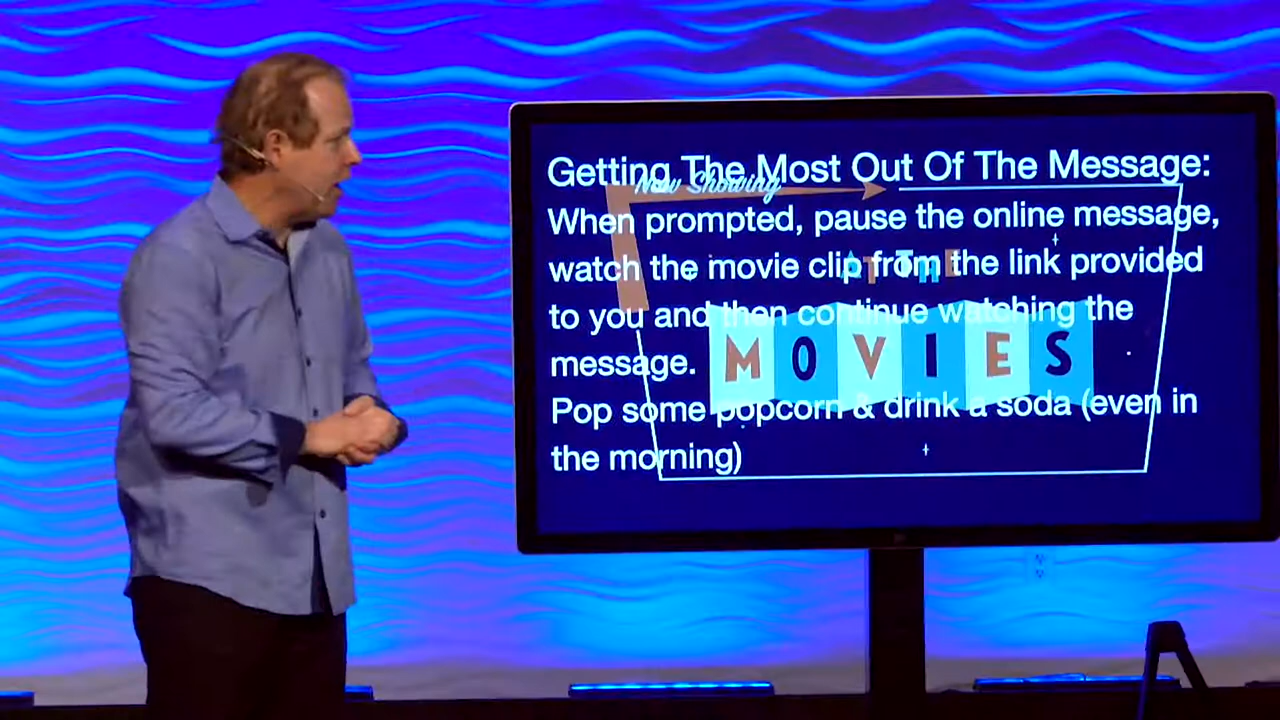 Getting The Most Out Of The Message:
Now Showing
When prompted, pause the online message,
watch the movie clip from the link provided
AT THE
to you and then continue watching the
message.
MOVIES
Pop some popcorn & drink a soda (even in
the morning)